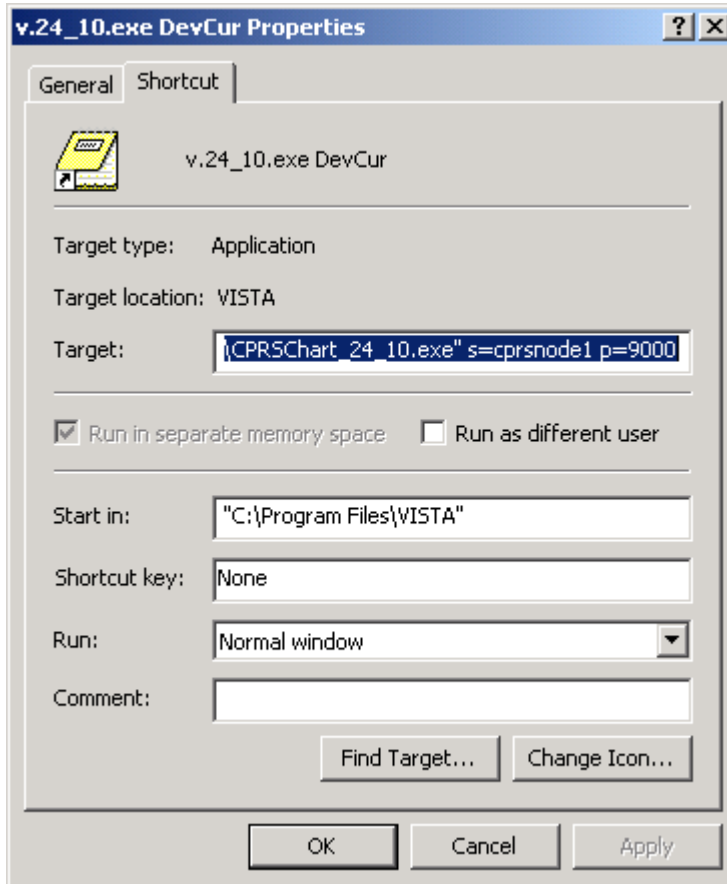 v.24_10.exe DevCur Properties ? X
General Shortcut
v.24_10.exe DevCur
Target type: Application
Target location: VISTA
Target: \CPRSChart_24_10.exe" s=cprsnode1 p=9000
Run in separate memory space Run as different user
Start in: "C:\Program Files\VISTA"
Shortcut key: None
Run: Normal window
Comment:
Find Target... Change Icon...
OK Cancel Apply